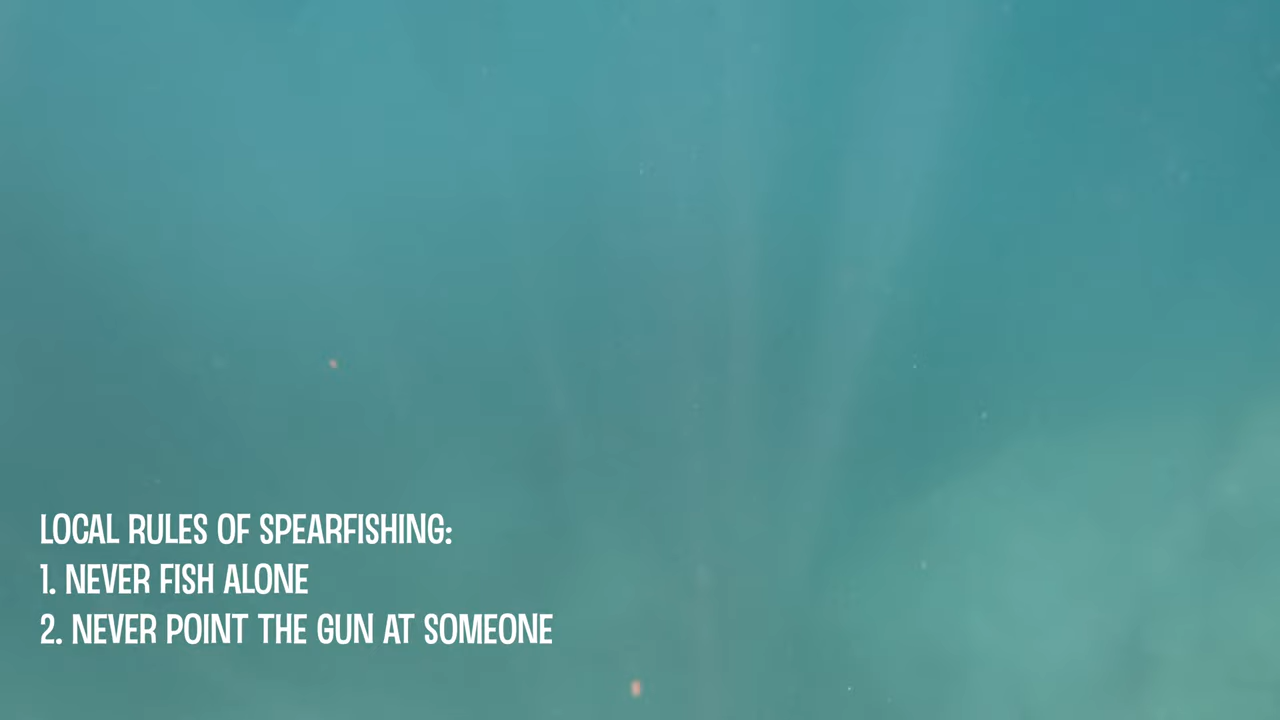 LOCAL RULES OF SPEARFISHING:
1. NEVER FISH ALONE
2. NEVER POINT THE GUN AT SOMEONE